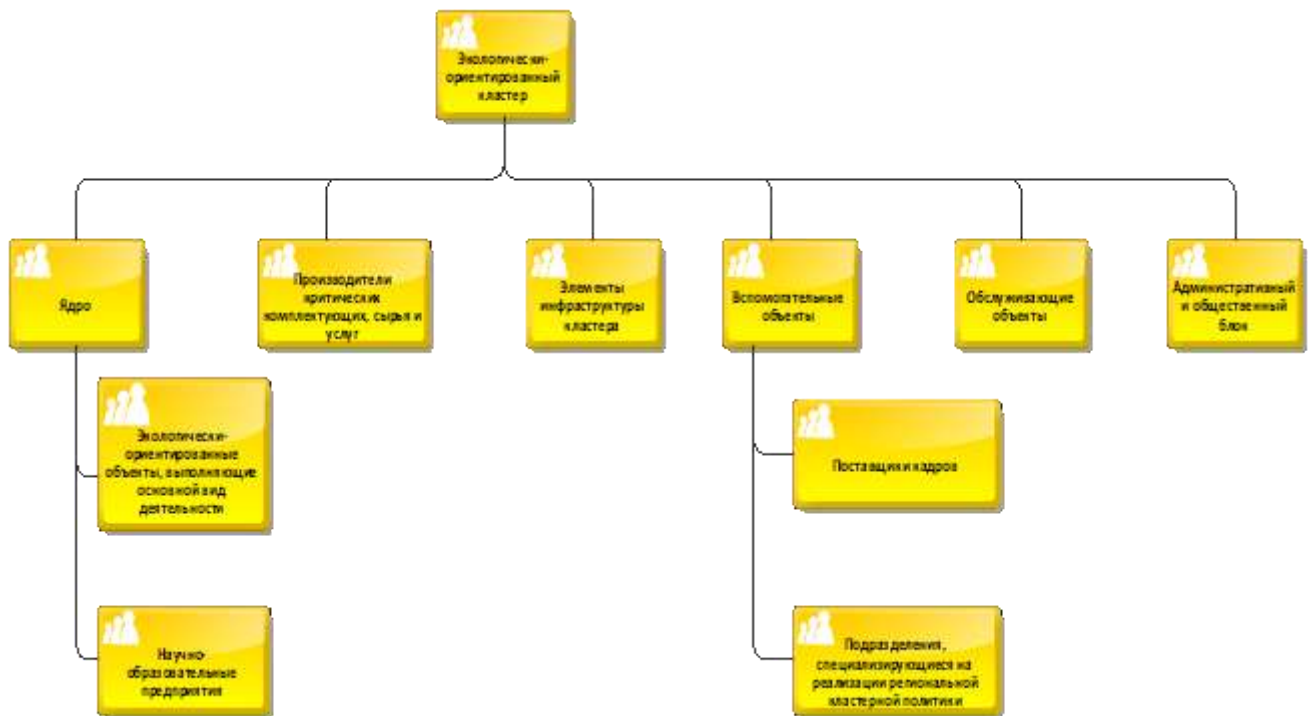 Экологически-
ориентированный
кластер
Ядро
Производители
критических
комплектующих, сырья и
услуг
Элементы
инфраструктуры
кластера
Вспомогательные
объекты
Обслуживающие
объекты
Административный
и общественный
блок
Экологически-
ориентированные
объекты, выполняющие
основной вид
деятельности
Поставщики кадров
Научно-
образовательные
предприятия
Подразделения,
специализирующиеся на
реализации региональной
кластерной политики